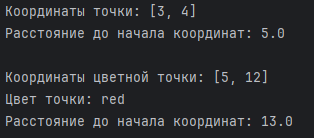 Координаты точки: [3, 4]
Расстояние до начала координат: 5.0
Координаты цветной точки: [5, 12]
Цвет точки: red
Расстояние до начала координат: 13.0